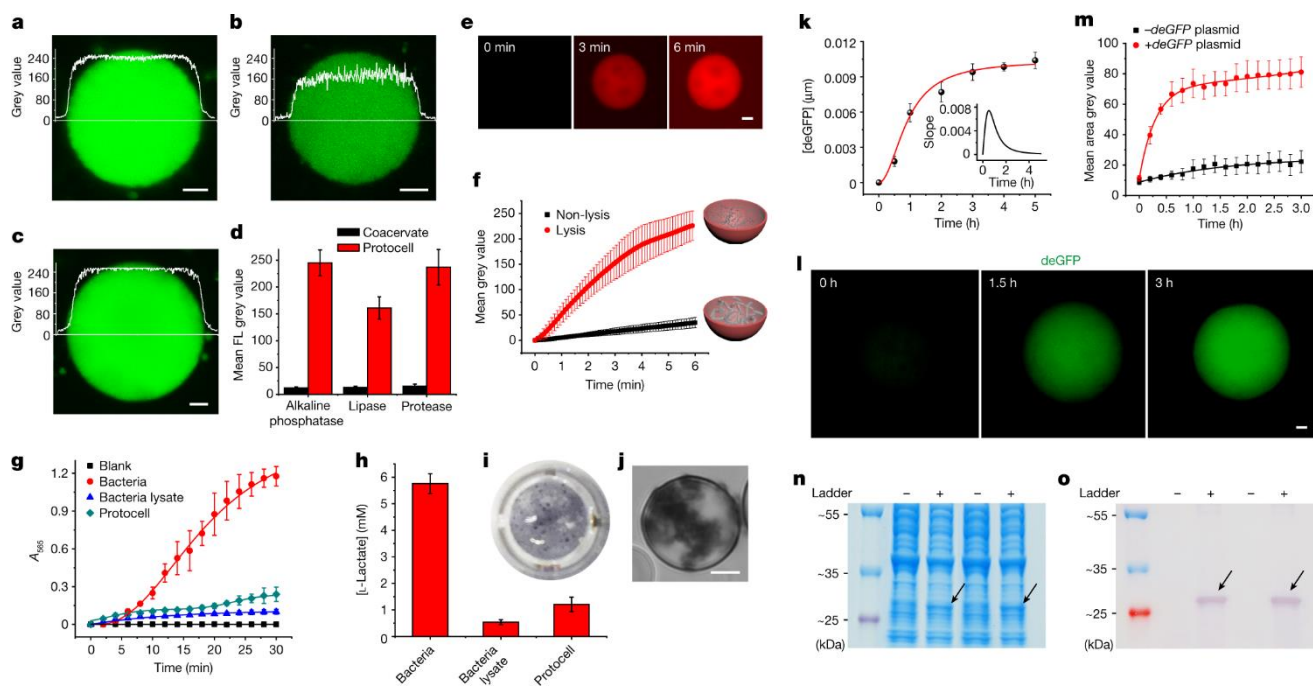 a
Grey value
240
160
80
0
b
Grey value
240
160
80
0
c
Grey value
240
160
80
0
d
Coacervate
Protocell
Mean FL grey value
250
200
150
100
50
0
Alkaline phosphatase
Lipase
Protease
e
0 min
3 min
6 min
f
Non-lysis
Lysis
Mean grey value
250
200
150
100
50
0
0 1 2 3 4 5 6
Time (min)
g
Blank
Bacteria
Bacteria lysate
Protocell
A585
1.2
0.9
0.6
0.3
0
0 5 10 15 20 25 30
Time (min)
h
[L-Lactate] (mM)
6
5
4
3
2
1
0
Bacteria
Bacteria lysate
Protocell
i
j
k
[deGFP] (μm)
0.012
0.009
0.006
0.003
0
0 1 2 3 4 5
Time (h)
Slope
0.008
0.004
0
0 2 4
Time (h)
l
deGFP
0 h
1.5 h
3 h
m
–deGFP plasmid
+deGFP plasmid
Mean area grey value
100
80
60
40
20
0
0 0.5 1.0 1.5 2.0 2.5 3.0
Time (h)
n
Ladder – + – +
~55
~35
~25
(kDa)
o
Ladder – + – +
~55
~35
~25
(kDa)